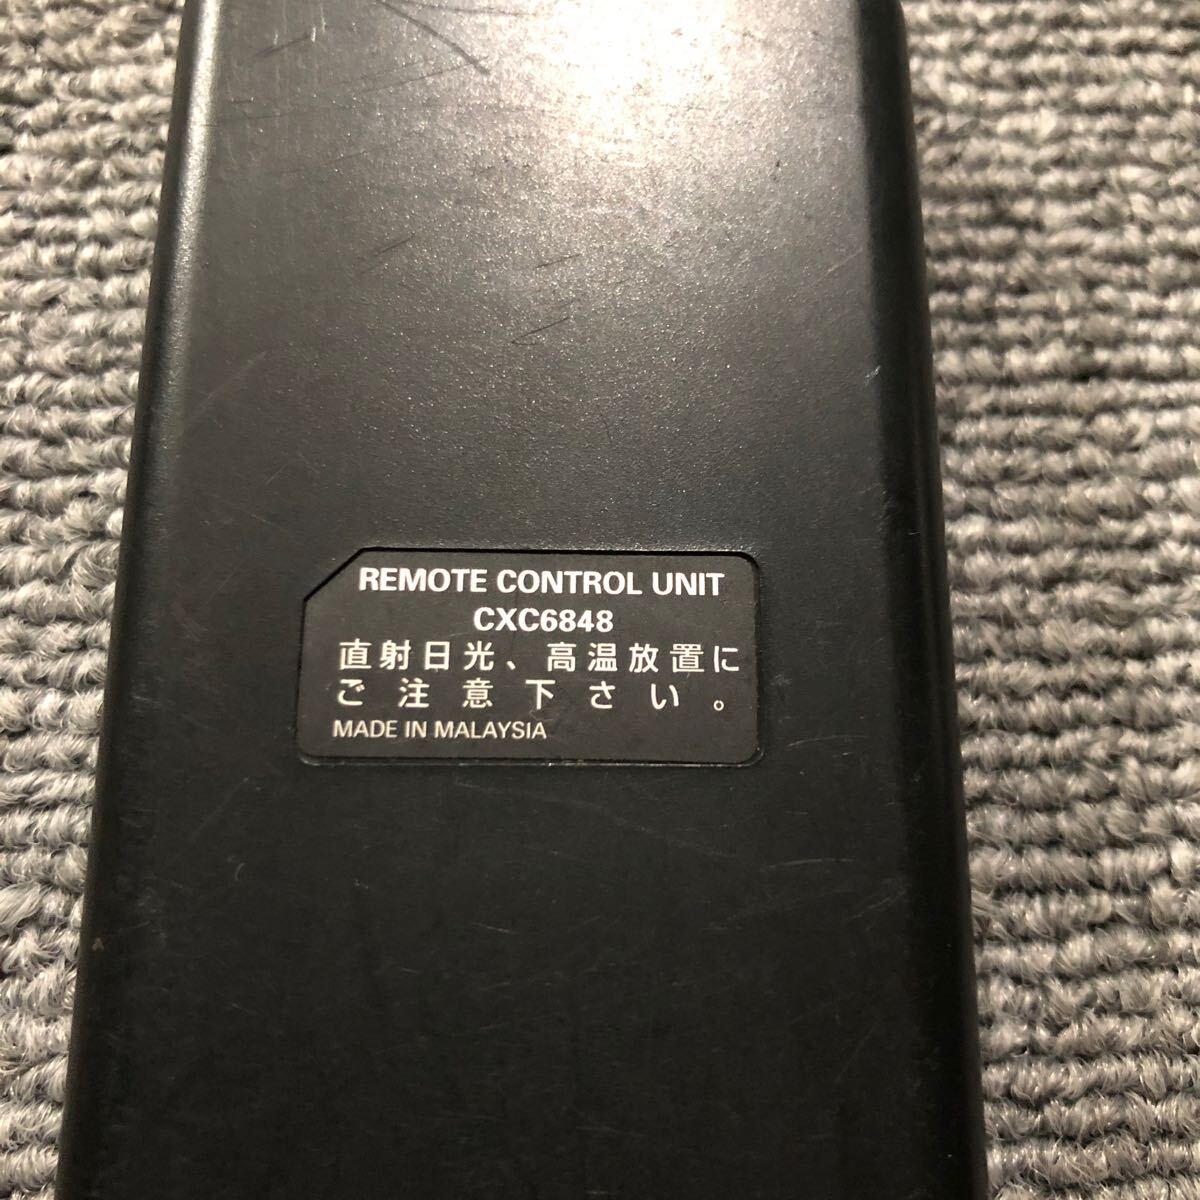 REMOTE CONTROL UNIT
CXC6848
直射日光、高温放置に
ご注意下さい。
MADE IN MALAYSIA